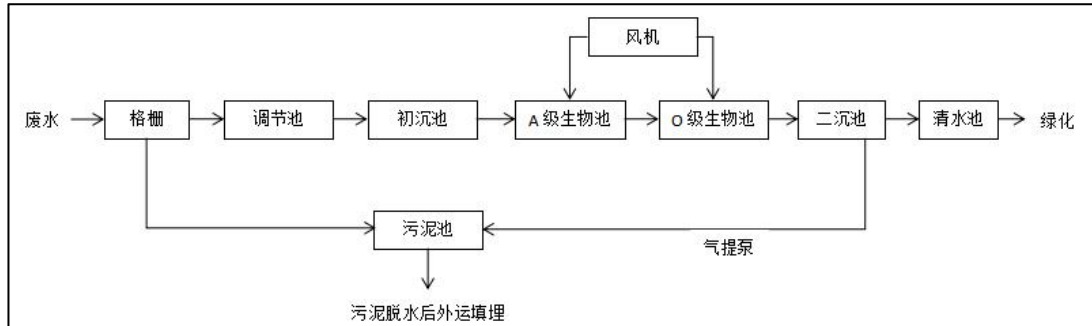 风机
废水
格栅
调节池
初沉池
A级生物池
O级生物池
二沉池
清水池
绿化
污泥池
气提泵
污泥脱水后外运填埋